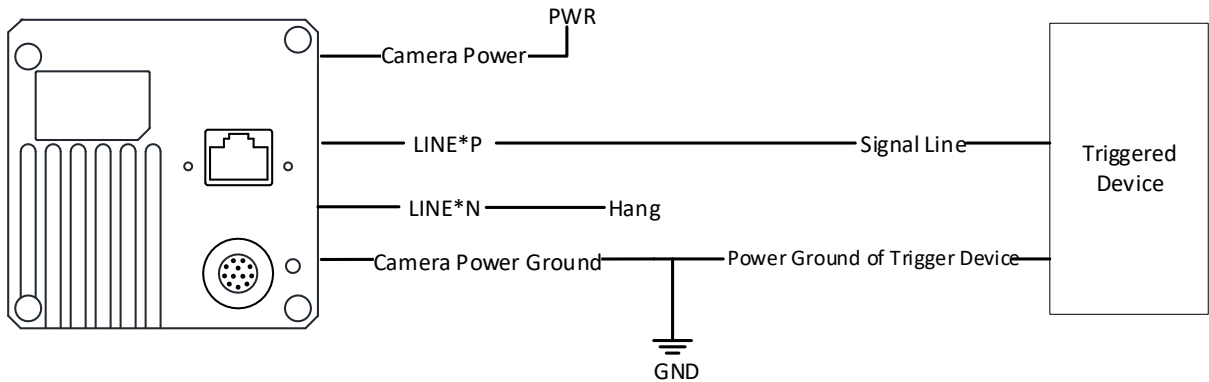 PWR
Camera Power
LINE*P
Signal Line
Triggered
Device
LINE*N
Hang
Camera Power Ground
Power Ground of Trigger Device
GND